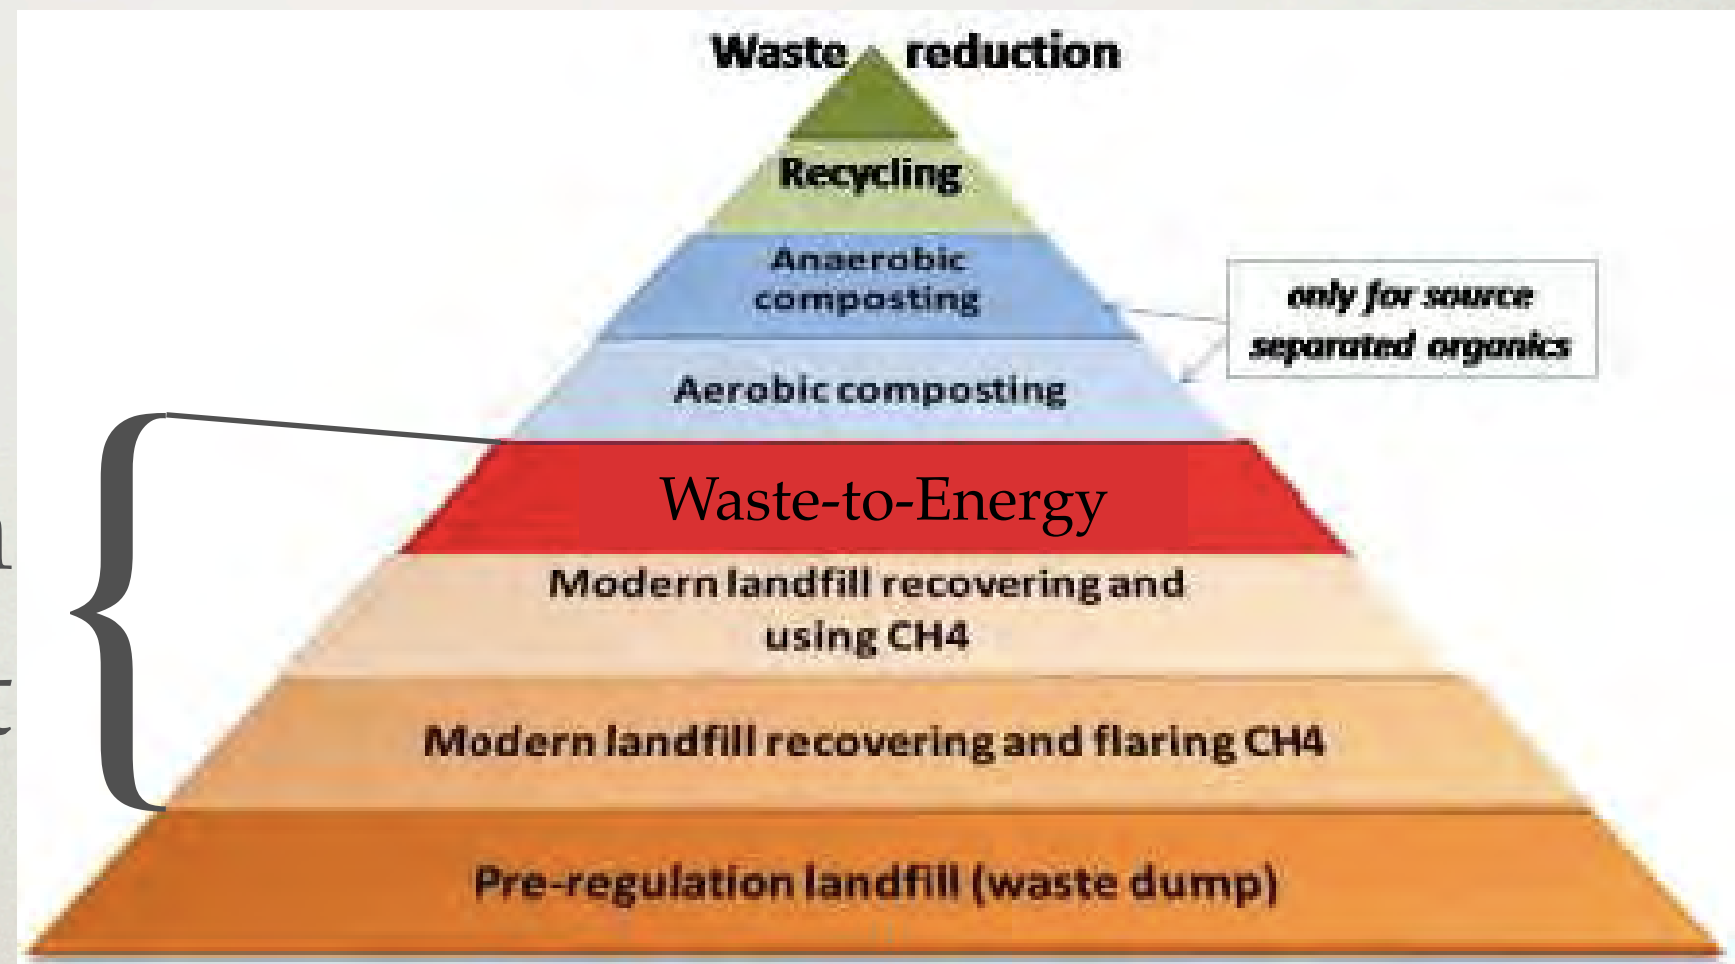 Waste reduction
Recycling
Anaerobic
composting
only for source
separated organics
Aerobic composting
Waste-to-Energy
Modern landfill recovering and
using CH4
Modern landfill recovering and flaring CH4
Pre-regulation landfill (waste dump)